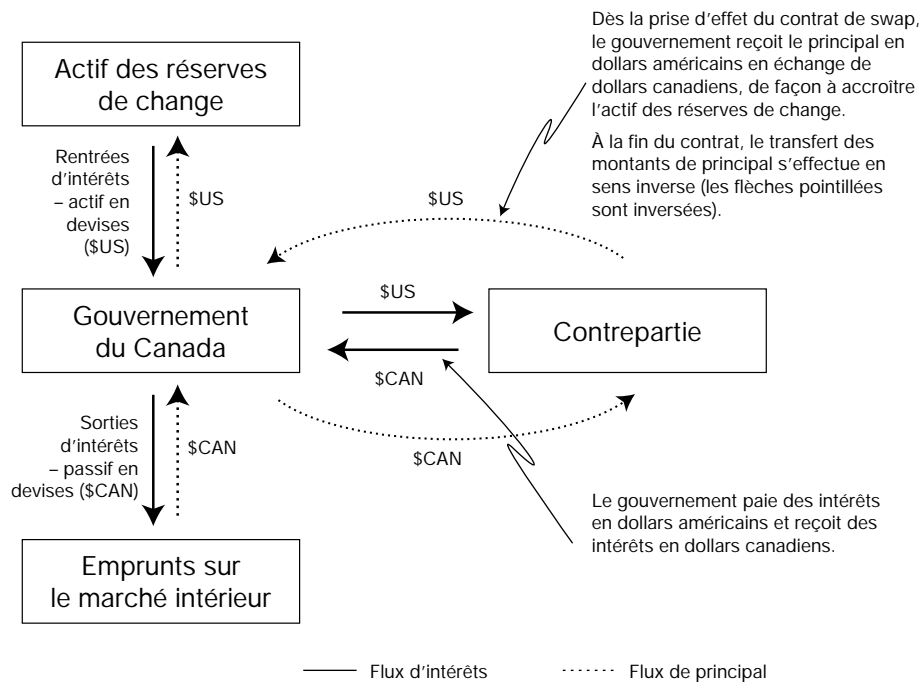 Dès la prise d'effet du contrat de swap,
le gouvernement reçoit le principal en
dollars américains en échange de
dollars canadiens, de façon à accroître
l'actif des réserves de change.
À la fin du contrat, le transfert des
montants de principal s'effectue en
sens inverse (les flèches pointillées
sont inversées).
Actif des réserves
de change
Rentrées
d'intérêts
– actif en
devises
($US)
$US
$US
Gouvernement
du Canada
$US
$CAN
Contrepartie
Sorties
d'intérêts
– passif en
devises ($CAN)
$CAN
$CAN
Le gouvernement paie des intérêts
en dollars américains et reçoit des
intérêts en dollars canadiens.
Emprunts sur
le marché intérieur
Flux d'intérêts
Flux de principal